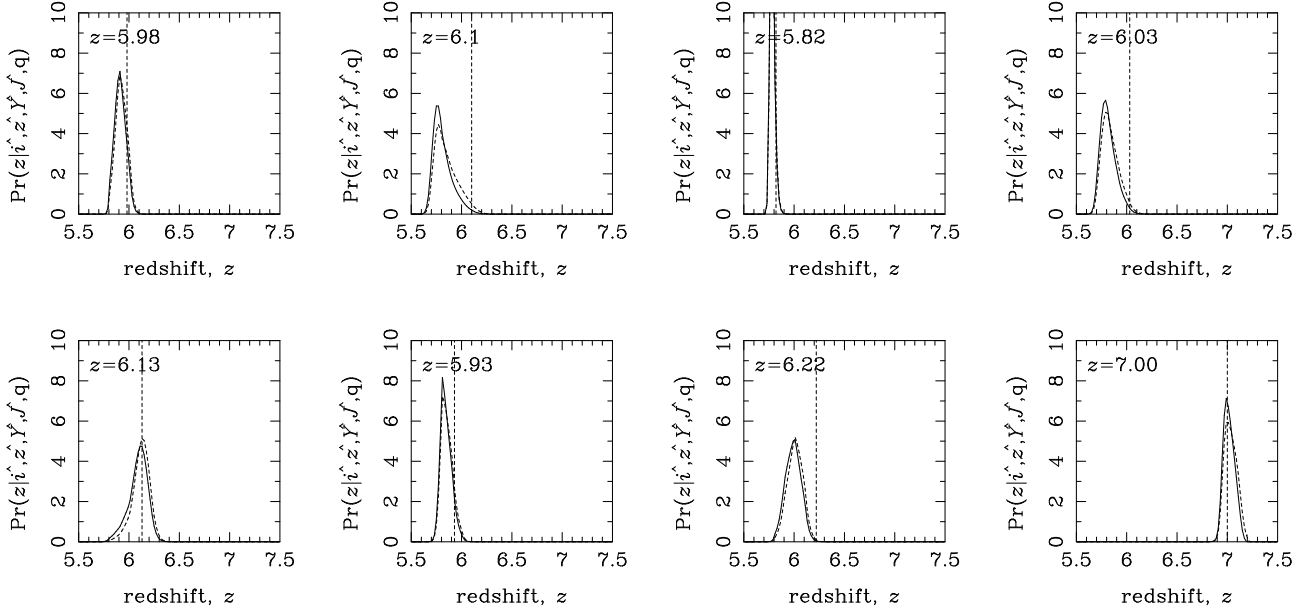 z=5.98 z=6.1 z=5.82 z=6.03
Pr(z|i^,z^,Y^,J^,q) Pr(z|i^,z^,Y^,J^,q) Pr(z|i^,z^,Y^,J^,q) Pr(z|i^,z^,Y^,J^,q)
10 8 6 4 2 0 10 8 6 4 2 0 10 8 6 4 2 0 10 8 6 4 2 0
5.5 6 6.5 7 7.5 5.5 6 6.5 7 7.5 5.5 6 6.5 7 7.5 5.5 6 6.5 7 7.5
redshift, z redshift, z redshift, z redshift, z
z=6.13 z=5.93 z=6.22 z=7.00
Pr(z|i^,z^,Y^,J^,q) Pr(z|i^,z^,Y^,J^,q) Pr(z|i^,z^,Y^,J^,q) Pr(z|i^,z^,Y^,J^,q)
10 8 6 4 2 0 10 8 6 4 2 0 10 8 6 4 2 0 10 8 6 4 2 0
5.5 6 6.5 7 7.5 5.5 6 6.5 7 7.5 5.5 6 6.5 7 7.5 5.5 6 6.5 7 7.5
redshift, z redshift, z redshift, z redshift, z